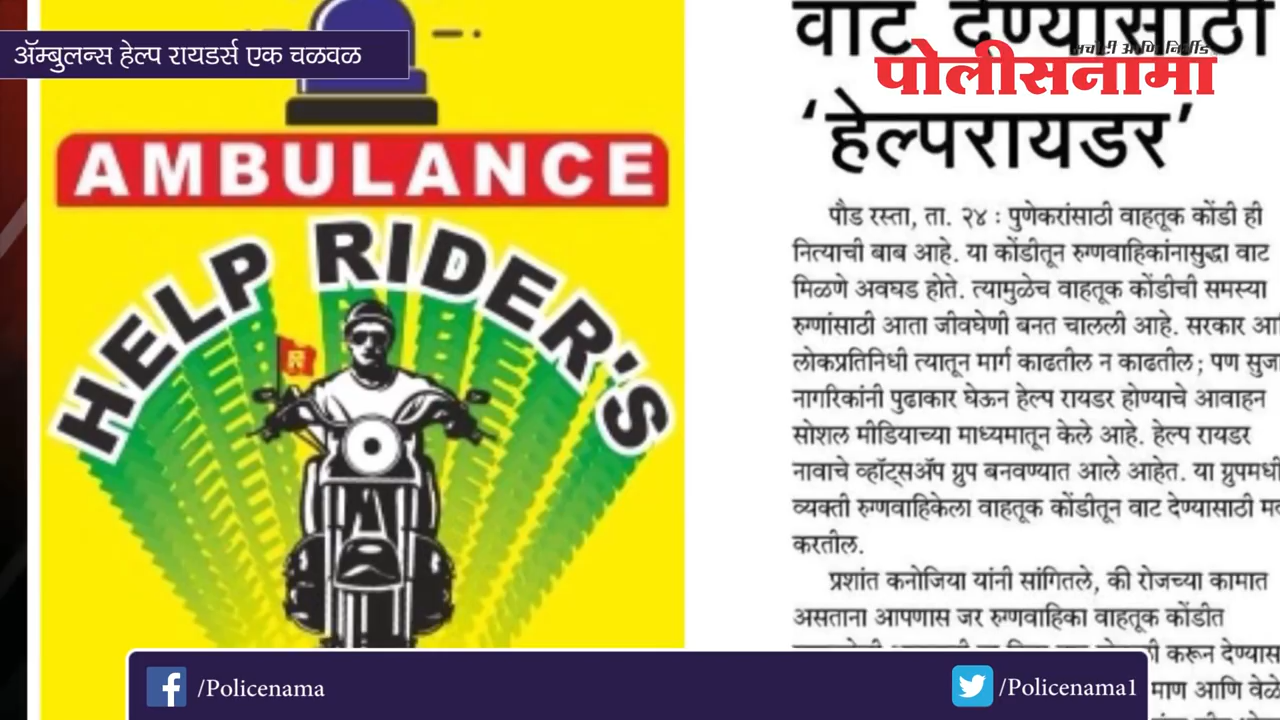 ॲम्बुलन्स हेल्प रायडर्स एक चळवळ
AMBULANCE
HELP RIDER'S
वाट देण्यासाठी
पोलीसनामा
'हेल्परायडर'
पौड रस्ता, ता. २४ : पुणेकरांसाठी वाहतूक कोंडी ही
नित्याची बाब आहे. या कोंडीतून रुग्णवाहिकांनासुद्धा वाट
मिळणे अवघड होते. त्यामुळेच वाहतूक कोंडीची समस्या
रुग्णांसाठी आता जीवघेणी बनत चालली आहे. सरकार
लोकप्रतिनिधी त्यातून मार्ग काढतील न काढतील; पण
नागरिकांनी पुढाकार घेऊन हेल्प रायडर होण्याचे आवाहन
सोशल मीडियाच्या माध्यमातून केले आहे. हेल्प रायडर
नावाचे व्हॉट्सॲप ग्रुप बनवण्यात आले आहेत. या
व्यक्ती रुग्णवाहिकेला वाहतूक कोंडीतून वाट देण्यासाठी
करतील.
प्रशांत कनोजिया यांनी सांगितले, की रोजच्या कामात
असताना आपणास जर रुग्णवाहिका वाहतूक कोंडीत
करून
आणि
/Policenama
/Policenama1